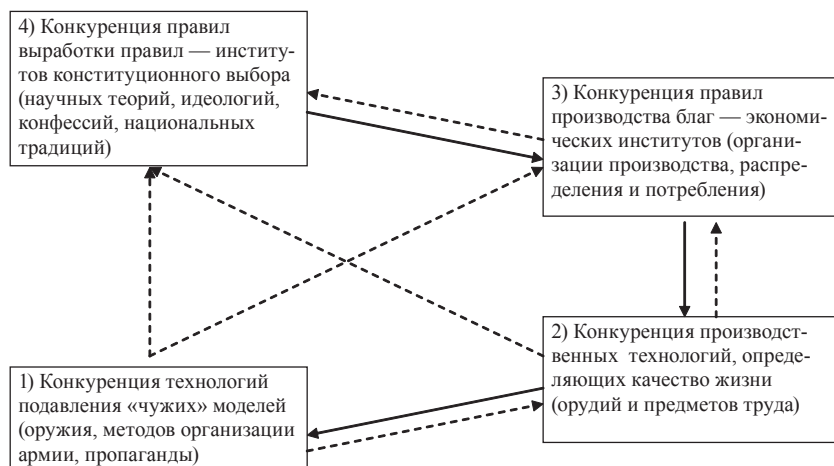 4) Конкуренция правил
выработки правил — институ-
тов конституционного выбора
(научных теорий, идеологий,
конфессий, национальных
традиций)
3) Конкуренция правил
производства благ — экономи-
ческих институтов (органи-
зации производства, распре-
деления и потребления)
2) Конкуренция производст-
венных технологий, опреде-
ляющих качество жизни
(орудий и предметов труда)
1) Конкуренция технологий
подавления «чужих» моделей
(оружия, методов организации
армии, пропаганды)